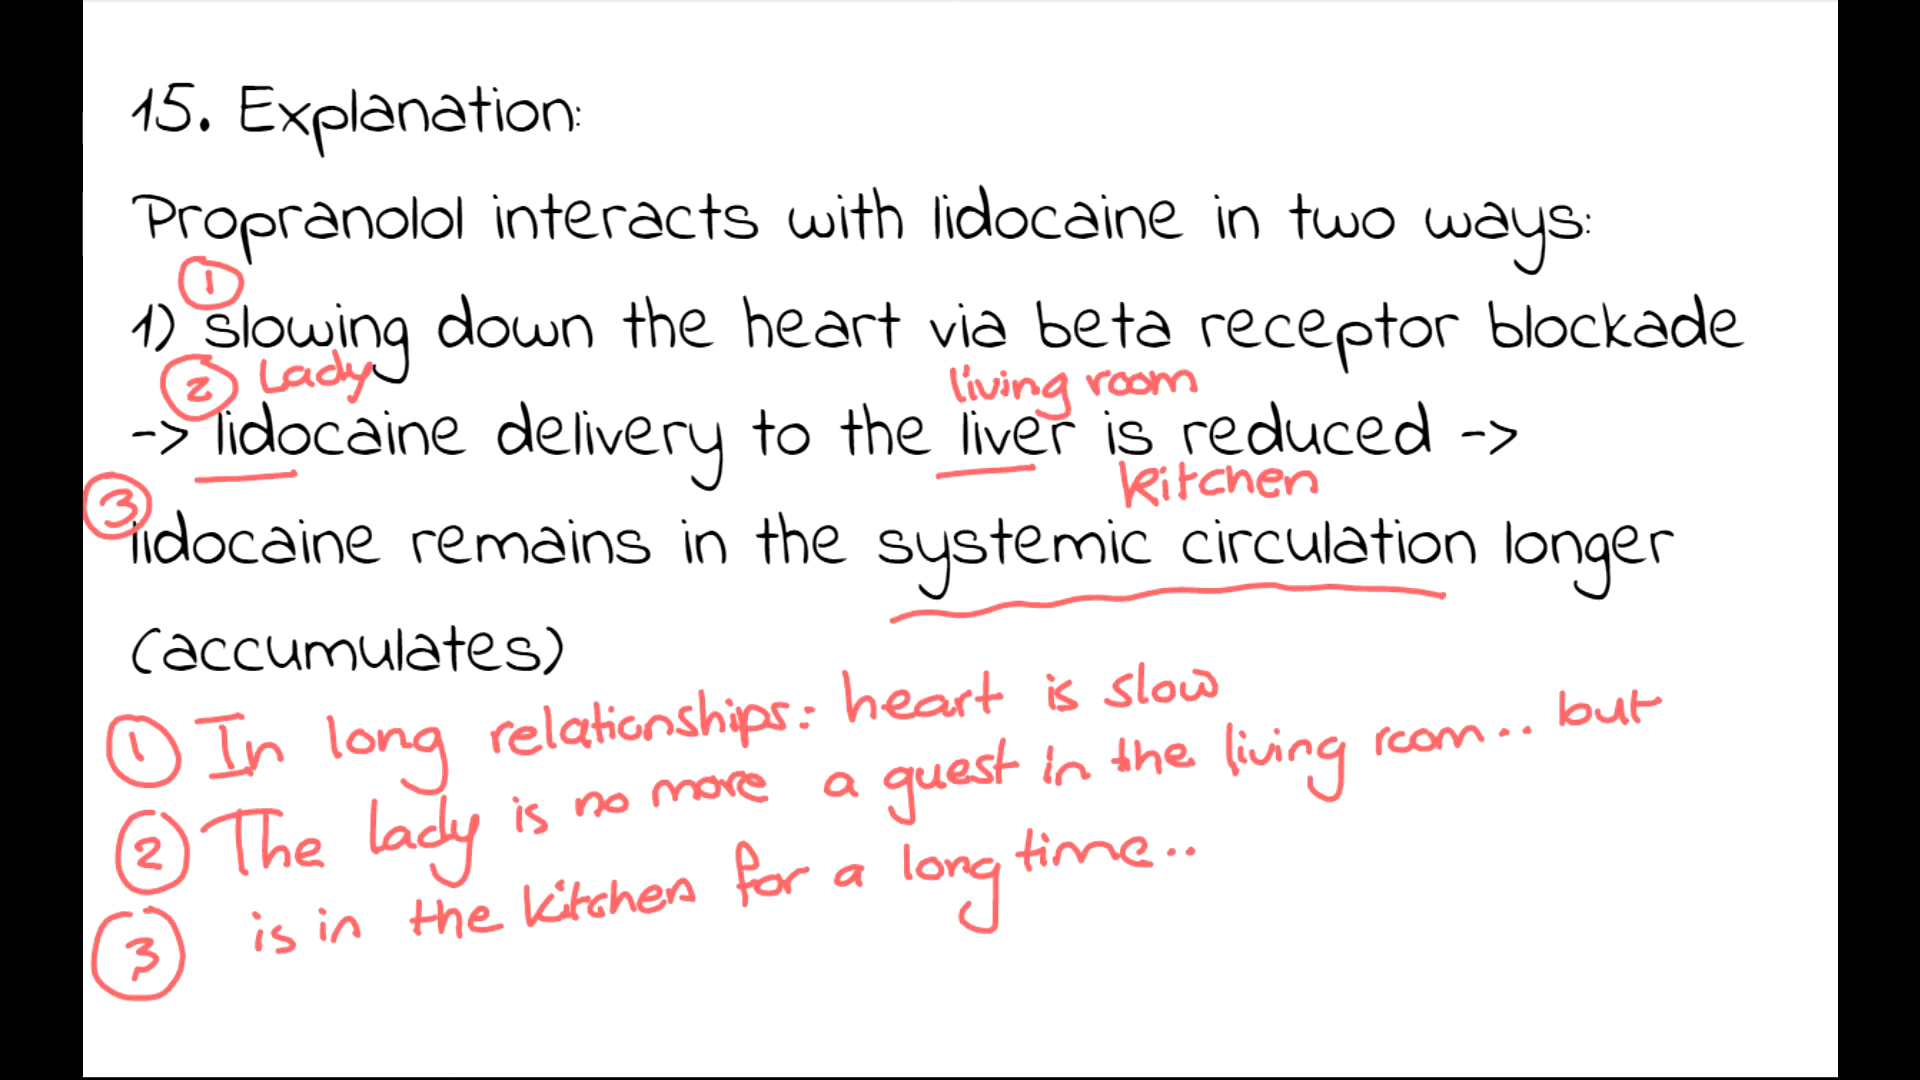 15. Explanation:
Propranolol interacts with lidocaine in two ways:
1
1) slowing down the heart via beta receptor blockade
2 Lady living room
-> lidocaine delivery to the liver is reduced ->
3 kitchen
lidocaine remains in the systemic circulation longer
(accumulates)
1 In long relationships: heart is slow
2 The lady is no more a guest in the living room.. but
3 is in the kitchen for a long time..